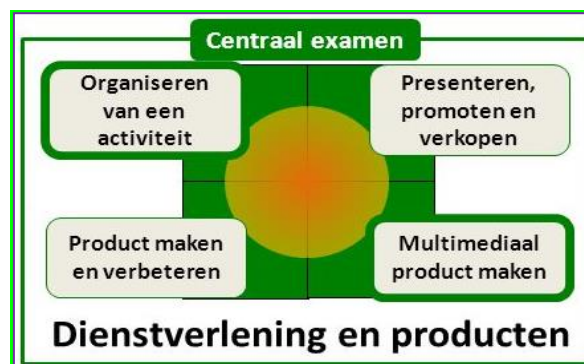 Centraal examen
Organiseren
van een
activiteit
Presenteren,
promoten en
verkopen
Product maken
en verbeteren
Multimediaal
product maken
Dienstverlening en producten